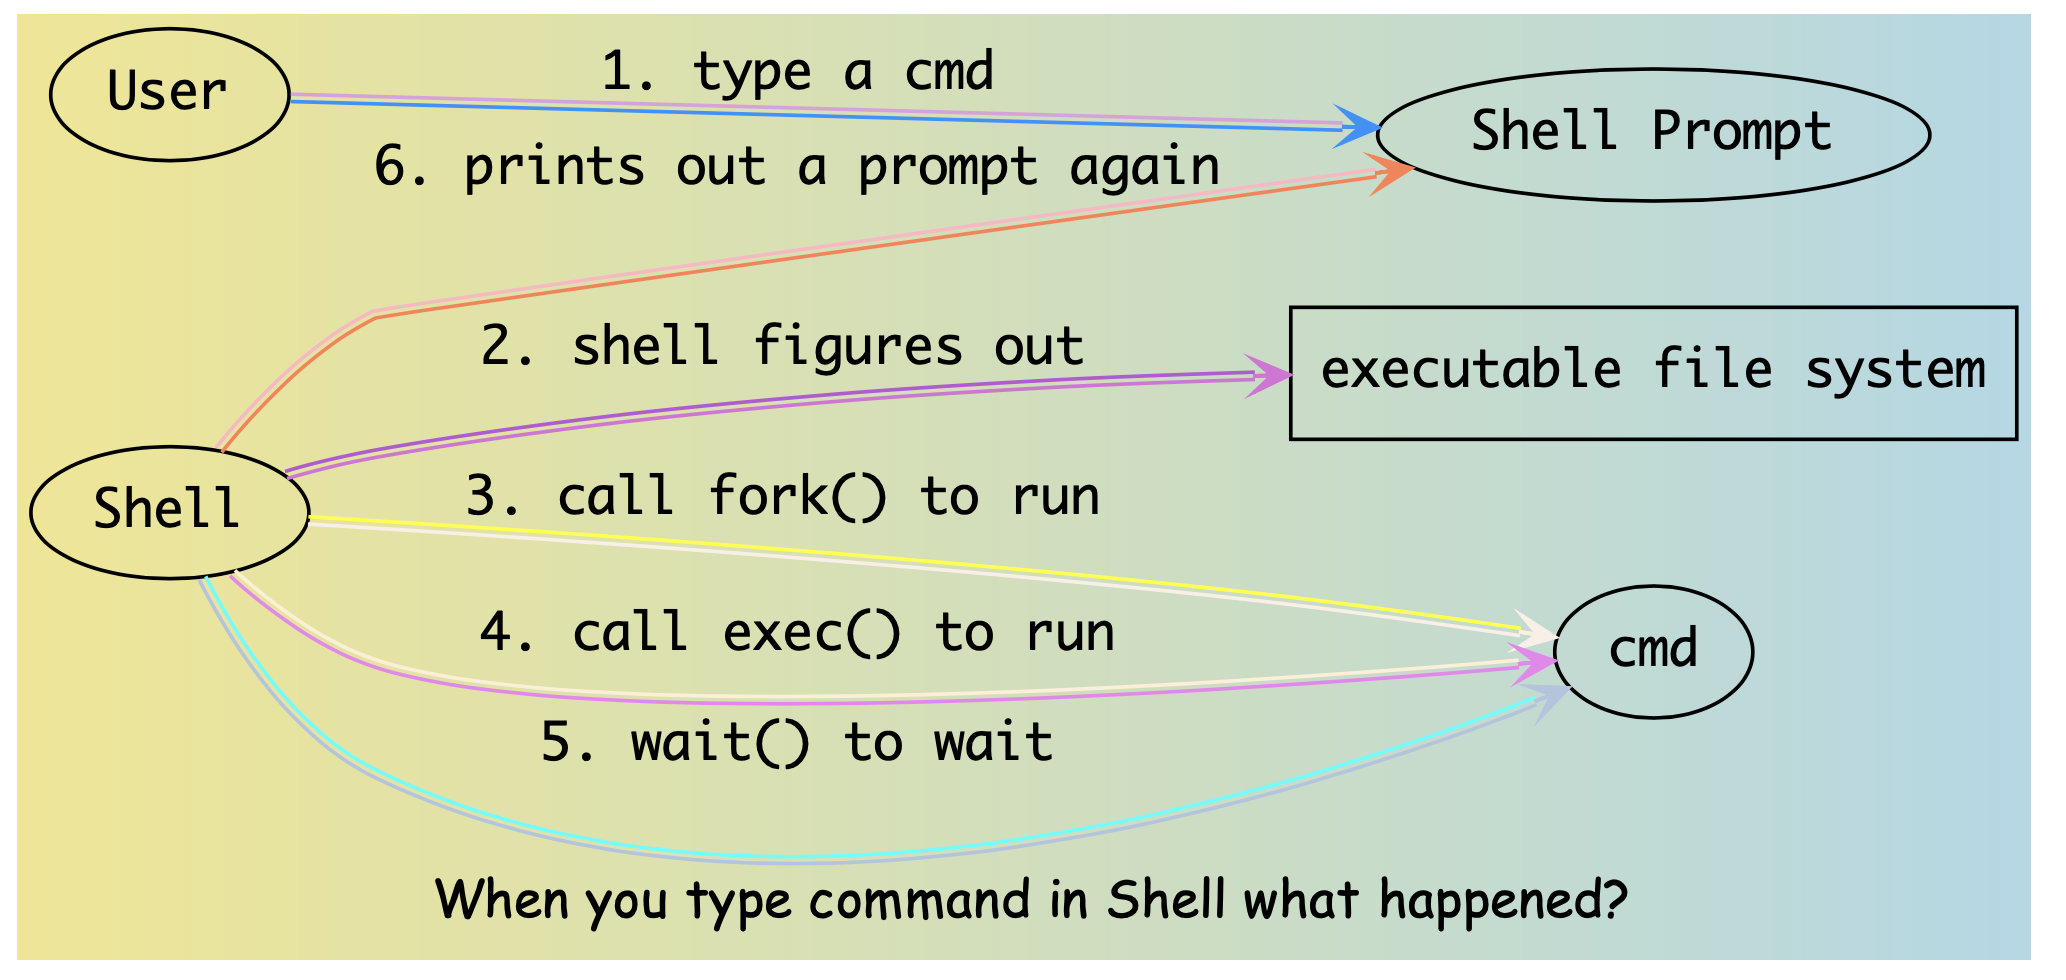 User
1. type a cmd
Shell Prompt
6. prints out a prompt again
2. shell figures out
executable file system
Shell
3. call fork() to run
4. call exec() to run
cmd
5. wait() to wait
When you type command in Shell what happened?